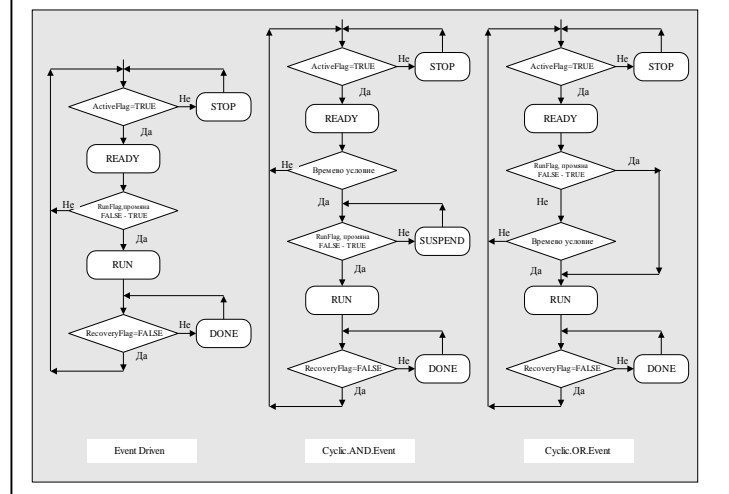 ActiveFlag=TRUE
Не
STOP
Да
READY
Не
RunFlag,промяна
FALSE - TRUE
Да
RUN
RecoveryFlag=FALSE
Не
DONE
Да
Event Driven
ActiveFlag=TRUE
Не
STOP
Да
READY
Не
Времево условие
Да
RunFlag, промяна
FALSE - TRUE
Не
SUSPEND
Да
RUN
RecoveryFlag=FALSE
Не
DONE
Да
Cyclic.AND.Event
ActiveFlag=TRUE
Не
STOP
Да
READY
RunFlag, промяна
FALSE - TRUE
Да
Не
Не
Времево условие
Да
RUN
RecoveryFlag=FALSE
Не
DONE
Да
Cyclic.OR.Event